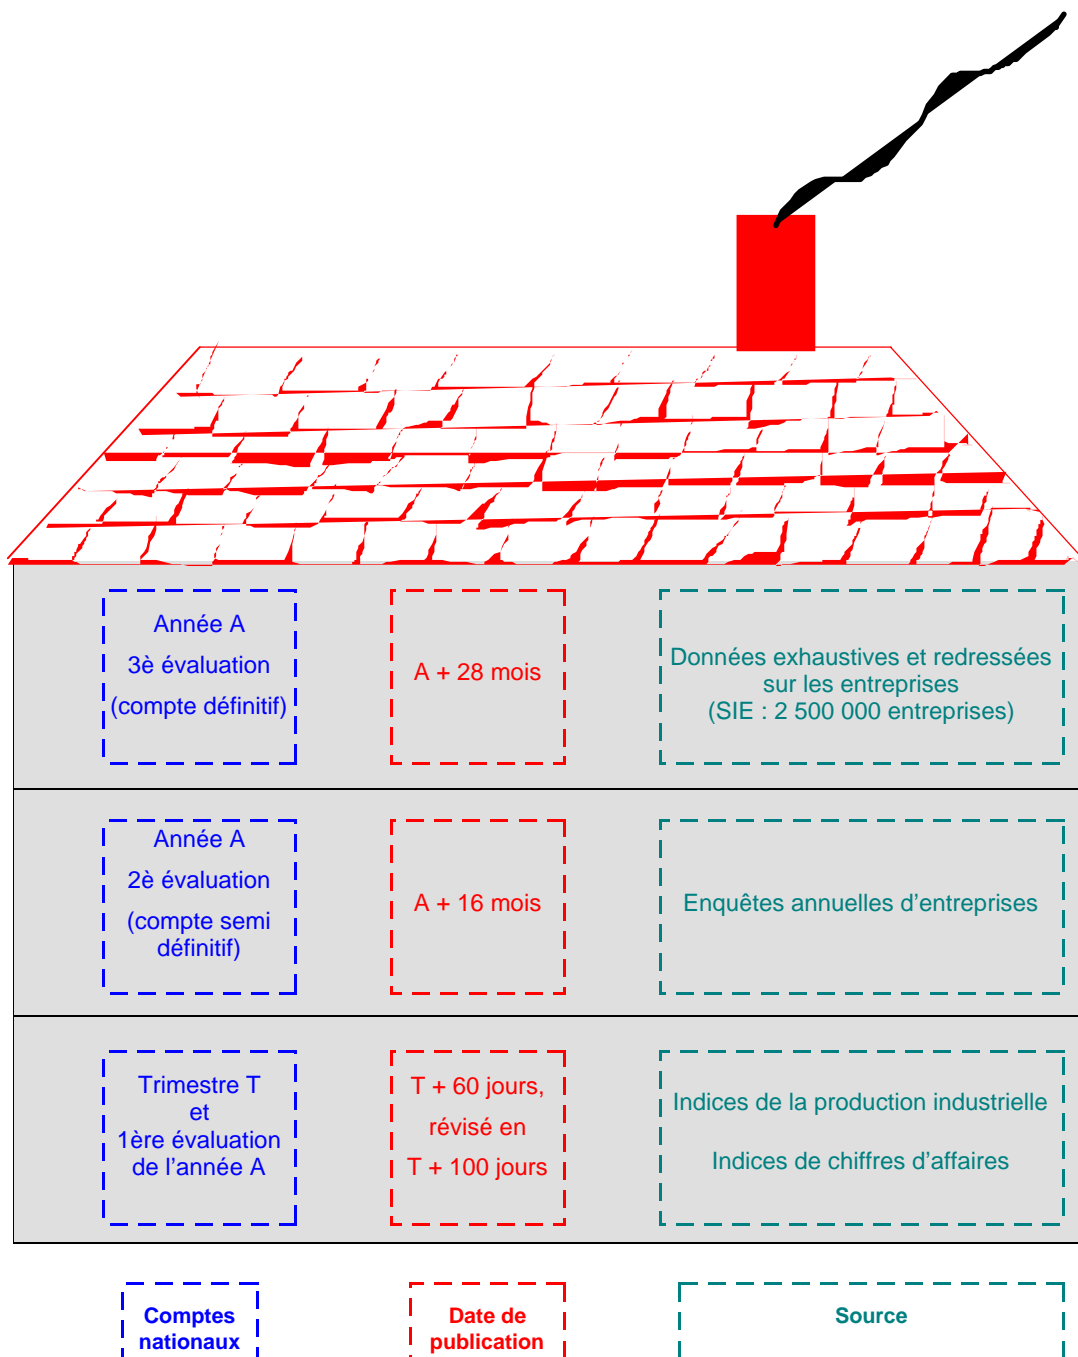 Année A
3è évaluation
(compte définitif)
A + 28 mois
Données exhaustives et redressées
sur les entreprises
(SIE : 2 500 000 entreprises)
Année A
2è évaluation
(compte semi
définitif)
A + 16 mois
Enquêtes annuelles d’entreprises
Trimestre T
et
1ère évaluation
de l’année A
T + 60 jours,
révisé en
T + 100 jours
Indices de la production industrielle
Indices de chiffres d’affaires
Comptes
nationaux
Date de
publication
Source